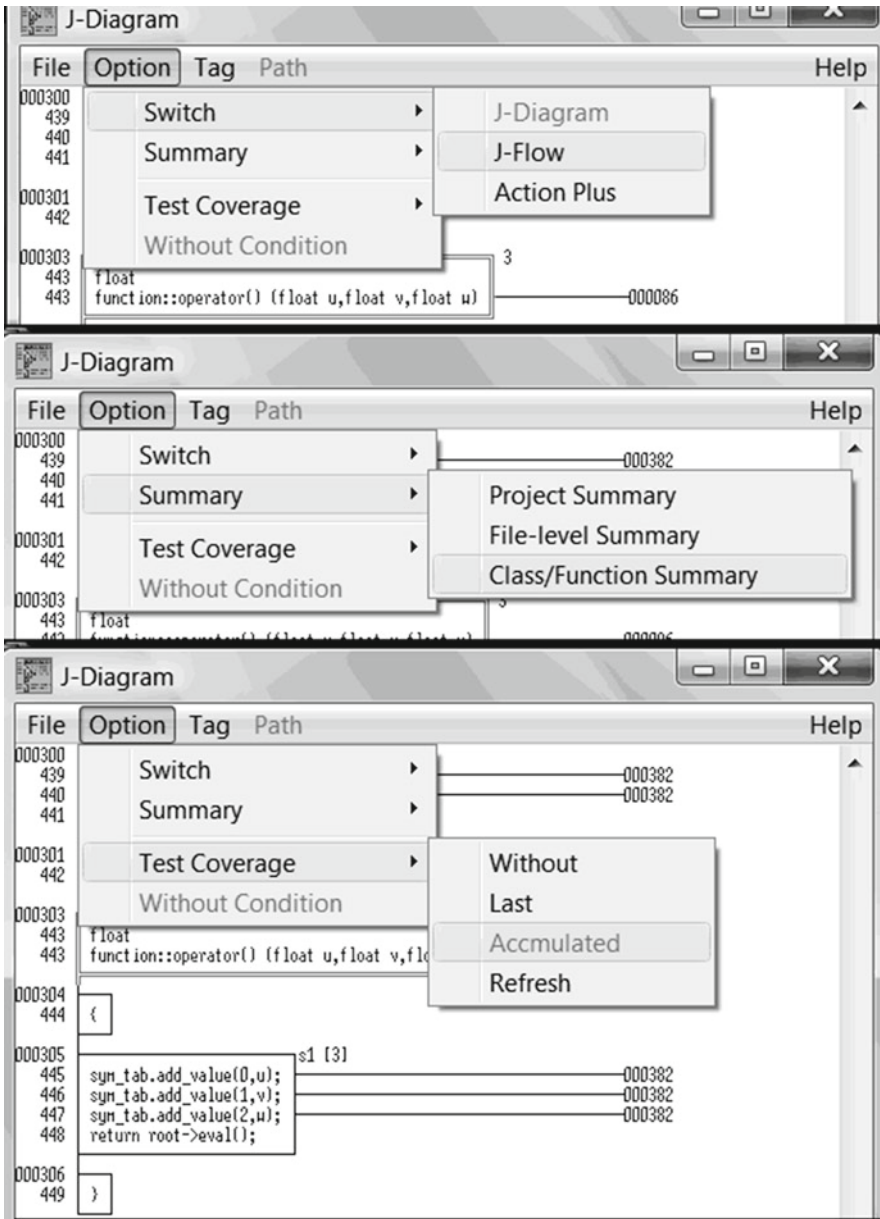 J-Diagram
File Option Tag Path Help
000300
439
440
441
000301
442
000303
443
443
Switch
Summary
Test Coverage
Without Condition
J-Diagram
J-Flow
Action Plus
3
float
function::operator() (float u,float v,float w) 000086
J-Diagram
File Option Tag Path Help
000300
439 000382
440
441
000301
442
000303
443
443
Switch
Summary
Test Coverage
Without Condition
Project Summary
File-level Summary
Class/Function Summary
float
J-Diagram
File Option Tag Path Help
000300
439 000382
440 000382
441
000301
442
000303
Switch
Summary
Test Coverage
Without Condition
Without
Last
Accmulated
Refresh
443 float
443 function::operator() (float u,float v,flo
000304
444 {
000305 s1 [3]
445 sym_tab.add_value(0,u); 000382
446 sym_tab.add_value(1,v); 000382
447 sym_tab.add_value(2,w); 000382
448 return root->eval();
000306
449 }